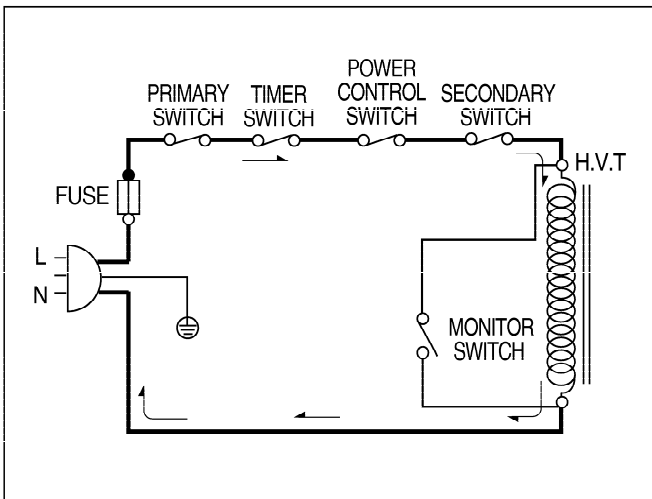 PRIMARY
SWITCH
TIMER
SWITCH
POWER
CONTROL
SWITCH
SECONDARY
SWITCH
H.V.T
FUSE
L
N
MONITOR
SWITCH